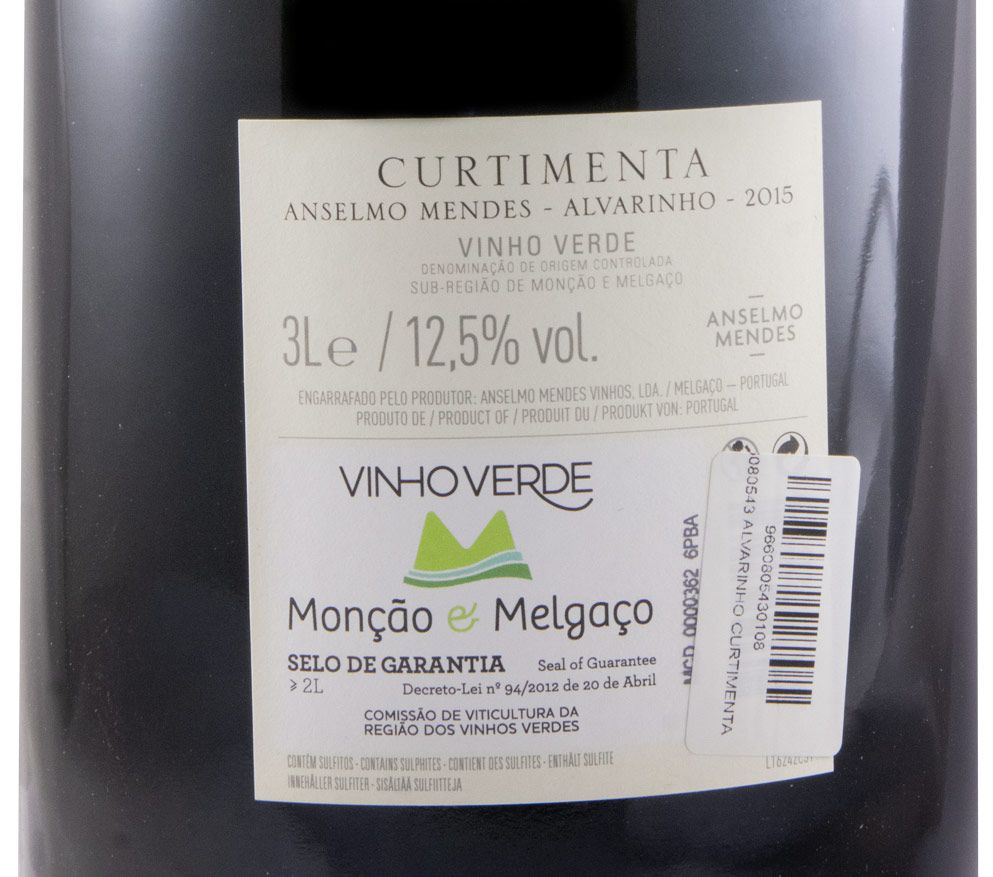 CURTIMENTA
ANSELMO MENDES - ALVARINHO - 2015
VINHO VERDE
DENOMINAÇÃO DE ORIGEM CONTROLADA
SUB-REGIÃO DE MONÇÃO E MELGAÇO
3L e / 12,5% vol.
ANSELMO
MENDES
ENGARRAFADO PELO PRODUTOR: ANSELMO MENDES VINHOS, LDA. / MELGAÇO – PORTUGAL
PRODUTO DE / PRODUCT OF / PRODUIT DU / PRODUKT VON: PORTUGAL
VINHO VERDE
Monção e Melgaço
SELO DE GARANTIA Seal of Guarantee
⩾ 2L Decreto-Lei nº 94/2012 de 20 de Abril
COMISSÃO DE VITICULTURA DA
REGIÃO DOS VINHOS VERDES
MGD 0000362 6PBA
080543 ALVARINHO CURTIMENTA
9660805430108
CONTÉM SULFITOS - CONTAINS SULPHITES - CONTIENT DES SULFITES - ENTHÄLT SULFITE
INNEHÅLLER SULFITER - SISÄLTÄÄ SULFIITTEJA